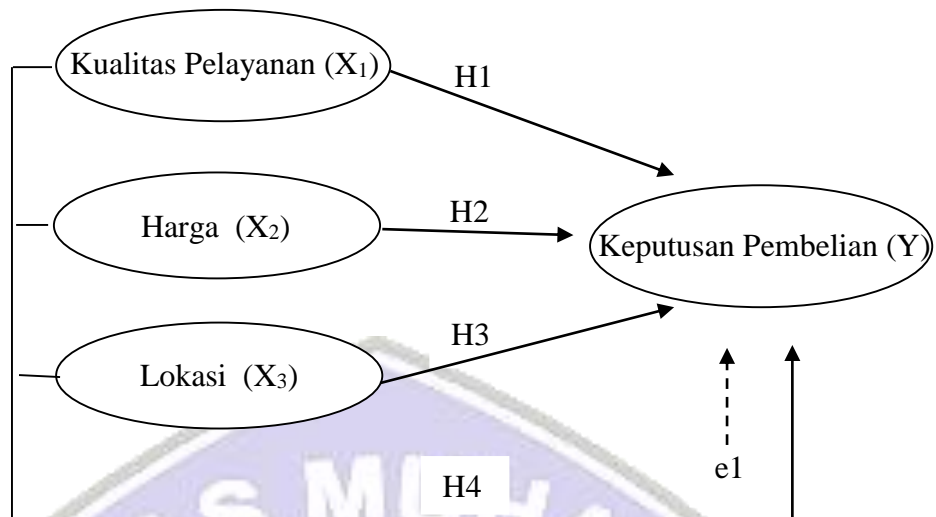 Kualitas Pelayanan (X₁)
H1
Harga (X₂)
H2
Keputusan Pembelian (Y)
Lokasi (X₃)
H3
e1
H4